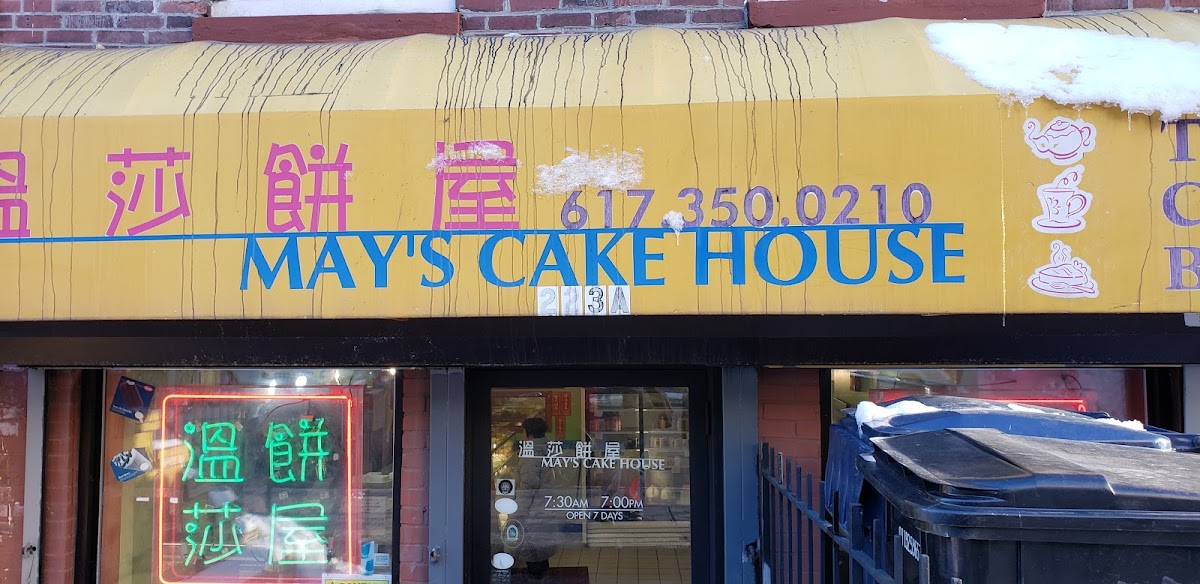 溫莎餅屋 617.350.0210
MAY'S CAKE HOUSE
223A
T
C
B
溫餅
莎屋
溫莎餅屋
MAY'S CAKE HOUSE
7:30AM 7:00PM
OPEN 7 DAYS